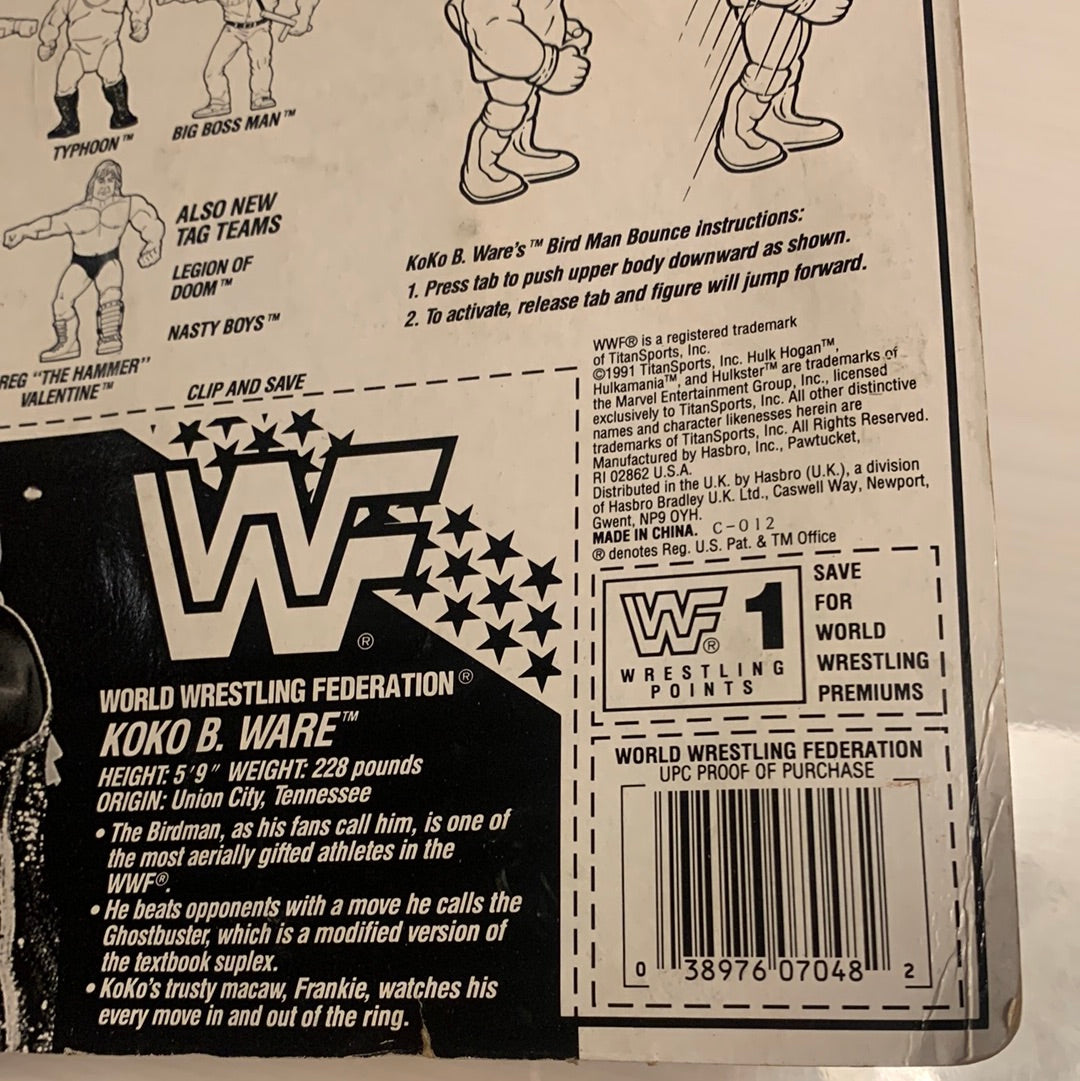 TYPHOON™
BIG BOSS MAN™
ALSO NEW
TAG TEAMS
LEGION OF
DOOM™
NASTY BOYS™
REG "THE HAMMER"
VALENTINE™
CLIP AND SAVE
KoKo B. Ware's™ Bird Man Bounce instructions:
1. Press tab to push upper body downward as shown.
2. To activate, release tab and figure will jump forward.
WWF® is a registered trademark
of TitanSports, Inc.
©1991 TitanSports, Inc. Hulk Hogan™,
Hulkamania™, and Hulkster™ are trademarks of
the Marvel Entertainment Group, Inc., licensed
exclusively to TitanSports, Inc. All other distinctive
names and character likenesses herein are
trademarks of TitanSports, Inc. All Rights Reserved.
Manufactured by Hasbro, Inc., Pawtucket,
RI 02862 U.S.A.
Distributed in the U.K. by Hasbro (U.K.), a division
of Hasbro Bradley U.K. Ltd., Caswell Way, Newport,
Gwent, NP9 OYH.
MADE IN CHINA. C-012
® denotes Reg. U.S. Pat. & TM Office
WF®
WORLD WRESTLING FEDERATION®
KOKO B. WARE™
HEIGHT: 5'9" WEIGHT: 228 pounds
ORIGIN: Union City, Tennessee
• The Birdman, as his fans call him, is one of
the most aerially gifted athletes in the
WWF®.
• He beats opponents with a move he calls the
Ghostbuster, which is a modified version of
the textbook suplex.
• KoKo's trusty macaw, Frankie, watches his
every move in and out of the ring.
WF® 1
WRESTLING
POINTS
SAVE
FOR
WORLD
WRESTLING
PREMIUMS
WORLD WRESTLING FEDERATION
UPC PROOF OF PURCHASE
0 38976 07048 2